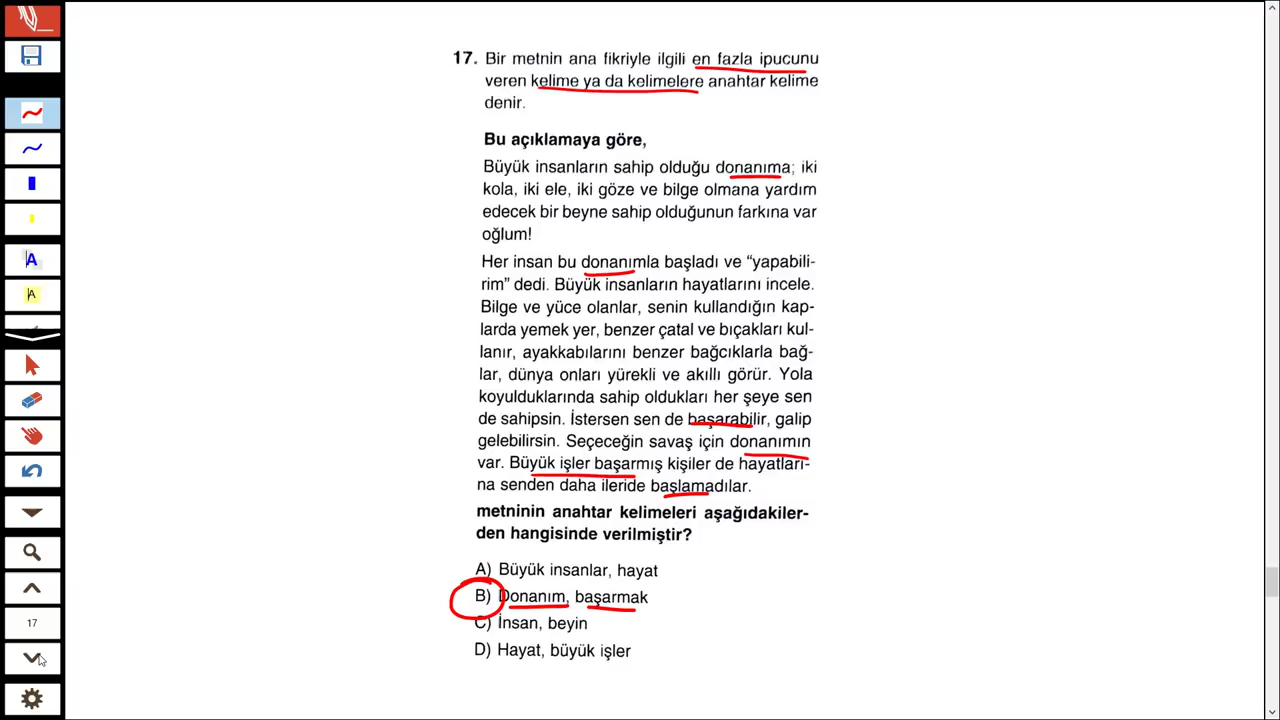 17. Bir metnin ana fikriyle ilgili en fazla ipucunu
veren kelime ya da kelimelere anahtar kelime
denir.
Bu açıklamaya göre,
Büyük insanların sahip olduğu donanıma; iki
kola, iki ele, iki göze ve bilge olmana yardım
edecek bir beyne sahip olduğunun farkına var
oğlum!
Her insan bu donanımla başladı ve “yapabili-
rim” dedi. Büyük insanların hayatlarını incele.
Bilge ve yüce olanlar, senin kullandığın kap-
larda yemek yer, benzer çatal ve bıçakları kul-
lanır, ayakkabılarını benzer bağcıklarla bağ-
lar, dünya onları yürekli ve akıllı görür. Yola
koyulduklarında sahip oldukları her şeye sen
de sahipsin. İstersen sen de başarabilir, galip
gelebilirsin. Seçeceğin savaş için donanımın
var. Büyük işler başarmış kişiler de hayatları-
na senden daha ileride başlamadılar.
metninin anahtar kelimeleri aşağıdakiler-
den hangisinde verilmiştir?
A) Büyük insanlar, hayat
B) Donanım, başarmak
C) İnsan, beyin
D) Hayat, büyük işler
A
A
17